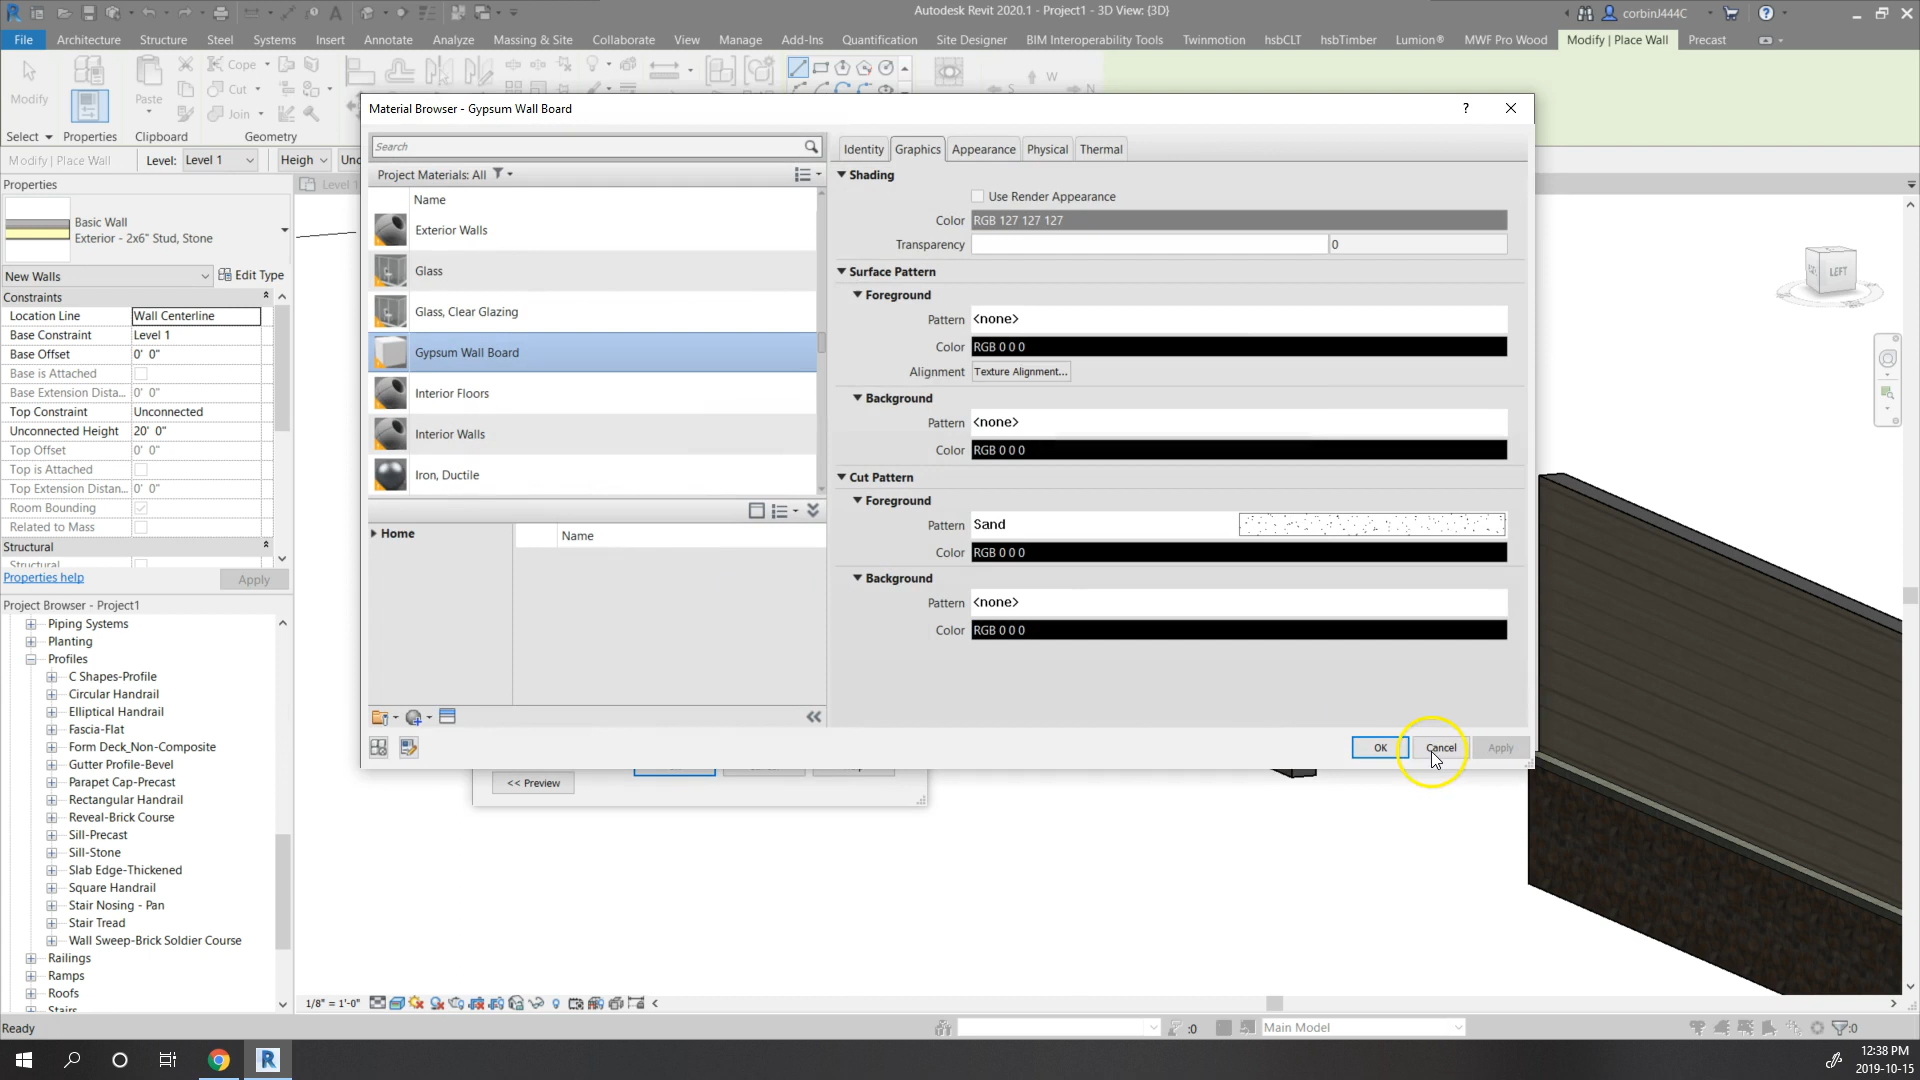 Autodesk Revit 2020.1 - Project1 - 3D View: {3D}
corbinJ444C
File Architecture Structure Steel Systems Insert Annotate Analyze Massing & Site Collaborate View Manage Add-Ins Quantification Site Designer BIM Interoperability Tools Twinmotion hsbCLT hsbTimber Lumion® MWF Pro Wood Modify | Place Wall Precast
Modify
Paste
Cope
Cut
Join
W
Select Properties Clipboard Geometry
Modify | Place Wall Level: Level 1 Heigh Unc
Properties
Level 1
Basic Wall
Exterior - 2x6" Stud, Stone
New Walls Edit Type
Constraints
Location Line Wall Centerline
Base Constraint Level 1
Base Offset 0' 0"
Base is Attached
Base Extension Dista... 0' 0"
Top Constraint Unconnected
Unconnected Height 20' 0"
Top Offset 0' 0"
Top is Attached
Top Extension Distan... 0' 0"
Room Bounding
Related to Mass
Structural
Structural
Properties help Apply
Project Browser - Project1
Piping Systems
Planting
Profiles
C Shapes-Profile
Circular Handrail
Elliptical Handrail
Fascia-Flat
Form Deck_Non-Composite
Gutter Profile-Bevel
Parapet Cap-Precast
Rectangular Handrail
Reveal-Brick Course
Sill-Precast
Sill-Stone
Slab Edge-Thickened
Square Handrail
Stair Nosing - Pan
Stair Tread
Wall Sweep-Brick Soldier Course
Railings
Ramps
Roofs
Stairs
Material Browser - Gypsum Wall Board
?
Search
Project Materials: All
Name
Exterior Walls
Glass
Glass, Clear Glazing
Gypsum Wall Board
Interior Floors
Interior Walls
Iron, Ductile
Home
Name
Identity Graphics Appearance Physical Thermal
Shading
Use Render Appearance
Color RGB 127 127 127
Transparency 0
Surface Pattern
Foreground
Pattern <none>
Color RGB 0 0 0
Alignment Texture Alignment...
Background
Pattern <none>
Color RGB 0 0 0
Cut Pattern
Foreground
Pattern Sand
Color RGB 0 0 0
Background
Pattern <none>
Color RGB 0 0 0
OK Cancel Apply
<< Preview
LEFT
1/8" = 1'-0"
Ready
:0
Main Model
:0
12:38 PM
2019-10-15